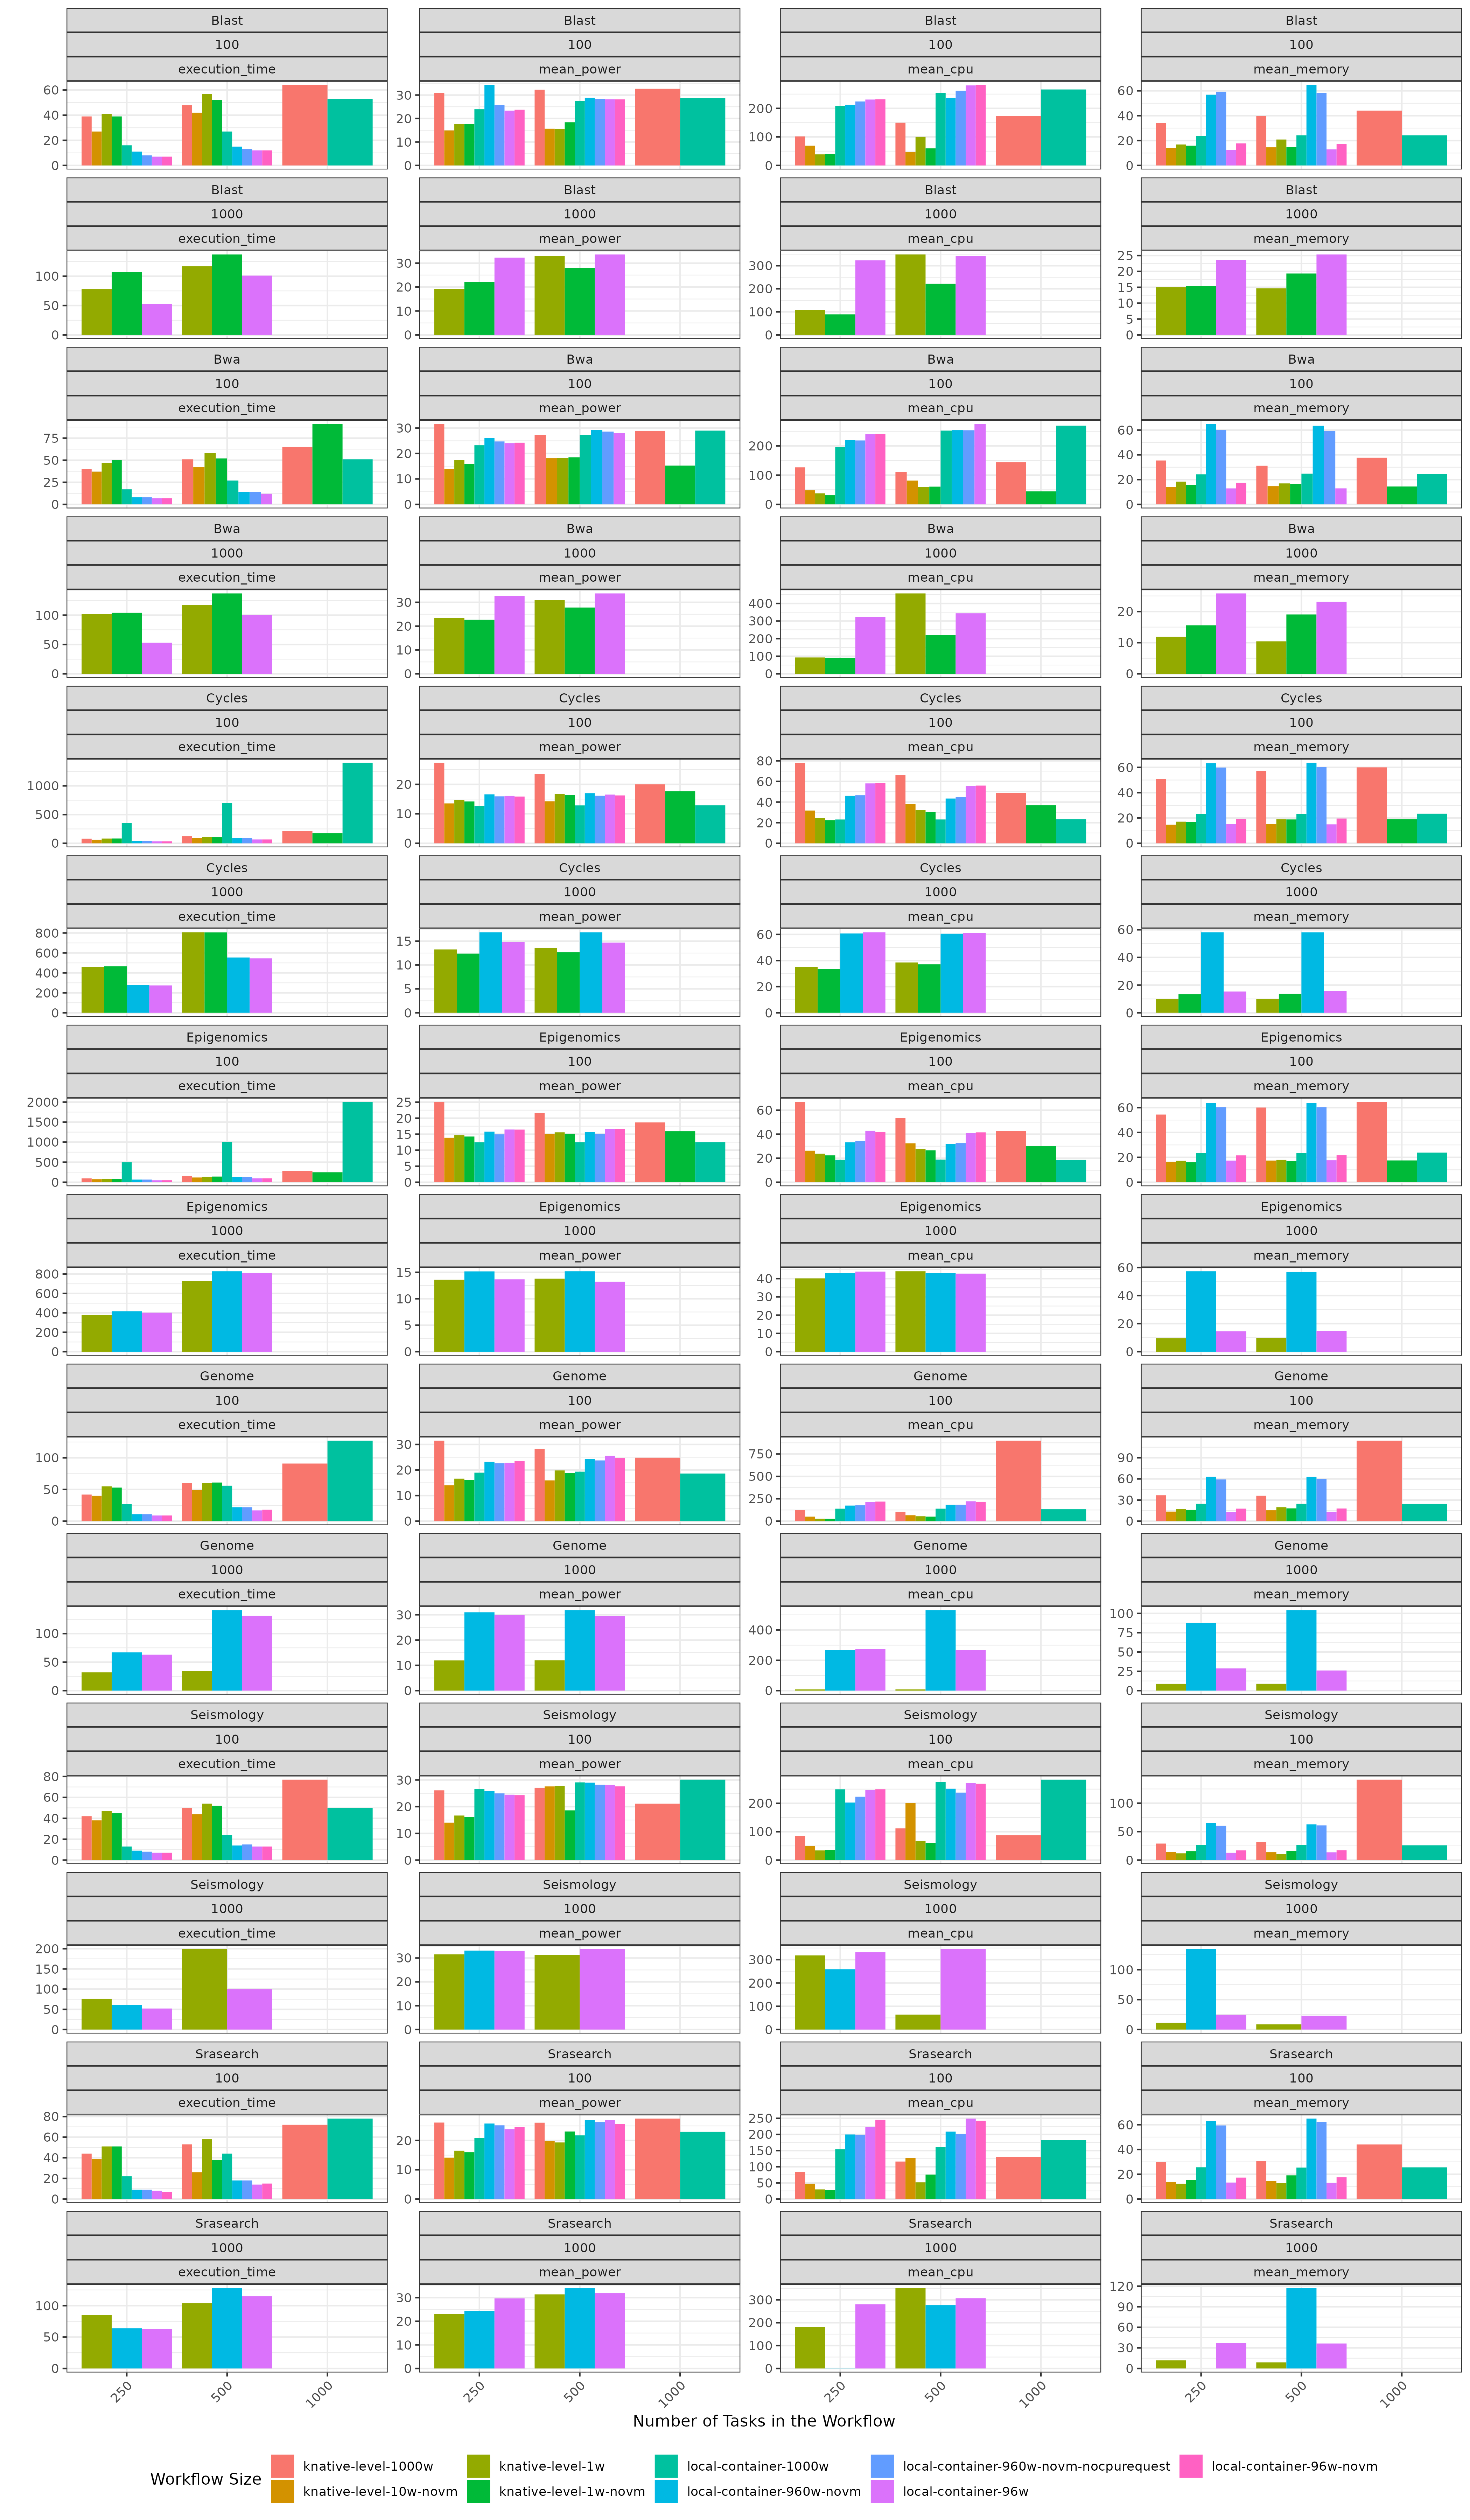 Blast Blast Blast Blast
100 100 100 100
execution_time mean_power mean_cpu mean_memory
60 40 20 0
30 20 10 0
200 100 0
60 40 20 0
Blast Blast Blast Blast
1000 1000 1000 1000
execution_time mean_power mean_cpu mean_memory
100 50 0
30 20 10 0
300 200 100 0
25 20 15 10 5 0
Bwa Bwa Bwa Bwa
100 100 100 100
execution_time mean_power mean_cpu mean_memory
75 50 25 0
30 20 10 0
200 100 0
60 40 20 0
Bwa Bwa Bwa Bwa
1000 1000 1000 1000
execution_time mean_power mean_cpu mean_memory
100 50 0
30 20 10 0
400 300 200 100 0
20 10 0
Cycles Cycles Cycles Cycles
100 100 100 100
execution_time mean_power mean_cpu mean_memory
1000 500 0
20 10 0
80 60 40 20 0
60 40 20 0
Cycles Cycles Cycles Cycles
1000 1000 1000 1000
execution_time mean_power mean_cpu mean_memory
800 600 400 200 0
15 10 5 0
60 40 20 0
60 40 20 0
Epigenomics Epigenomics Epigenomics Epigenomics
100 100 100 100
execution_time mean_power mean_cpu mean_memory
2000 1500 1000 500 0
25 20 15 10 5 0
60 40 20 0
60 40 20 0
Epigenomics Epigenomics Epigenomics Epigenomics
1000 1000 1000 1000
execution_time mean_power mean_cpu mean_memory
800 600 400 200 0
15 10 5 0
40 30 20 10 0
60 40 20 0
Genome Genome Genome Genome
100 100 100 100
execution_time mean_power mean_cpu mean_memory
100 50 0
30 20 10 0
750 500 250 0
90 60 30 0
Genome Genome Genome Genome
1000 1000 1000 1000
execution_time mean_power mean_cpu mean_memory
100 50 0
30 20 10 0
400 200 0
100 75 50 25 0
Seismology Seismology Seismology Seismology
100 100 100 100
execution_time mean_power mean_cpu mean_memory
80 60 40 20 0
30 20 10 0
200 100 0
100 50 0
Seismology Seismology Seismology Seismology
1000 1000 1000 1000
execution_time mean_power mean_cpu mean_memory
200 150 100 50 0
30 20 10 0
300 200 100 0
100 50 0
Srasearch Srasearch Srasearch Srasearch
100 100 100 100
execution_time mean_power mean_cpu mean_memory
80 60 40 20 0
20 10 0
250 200 150 100 50 0
60 40 20 0
Srasearch Srasearch Srasearch Srasearch
1000 1000 1000 1000
execution_time mean_power mean_cpu mean_memory
100 50 0
30 20 10 0
300 200 100 0
120 90 60 30 0
250 500 1000 250 500 1000 250 500 1000 250 500 1000
Number of Tasks in the Workflow
Workflow Size
knative-level-1000w knative-level-1w local-container-1000w local-container-960w-novm-nocpurequest local-container-96w-novm
knative-level-10w-novm knative-level-1w-novm local-container-960w-novm local-container-96w